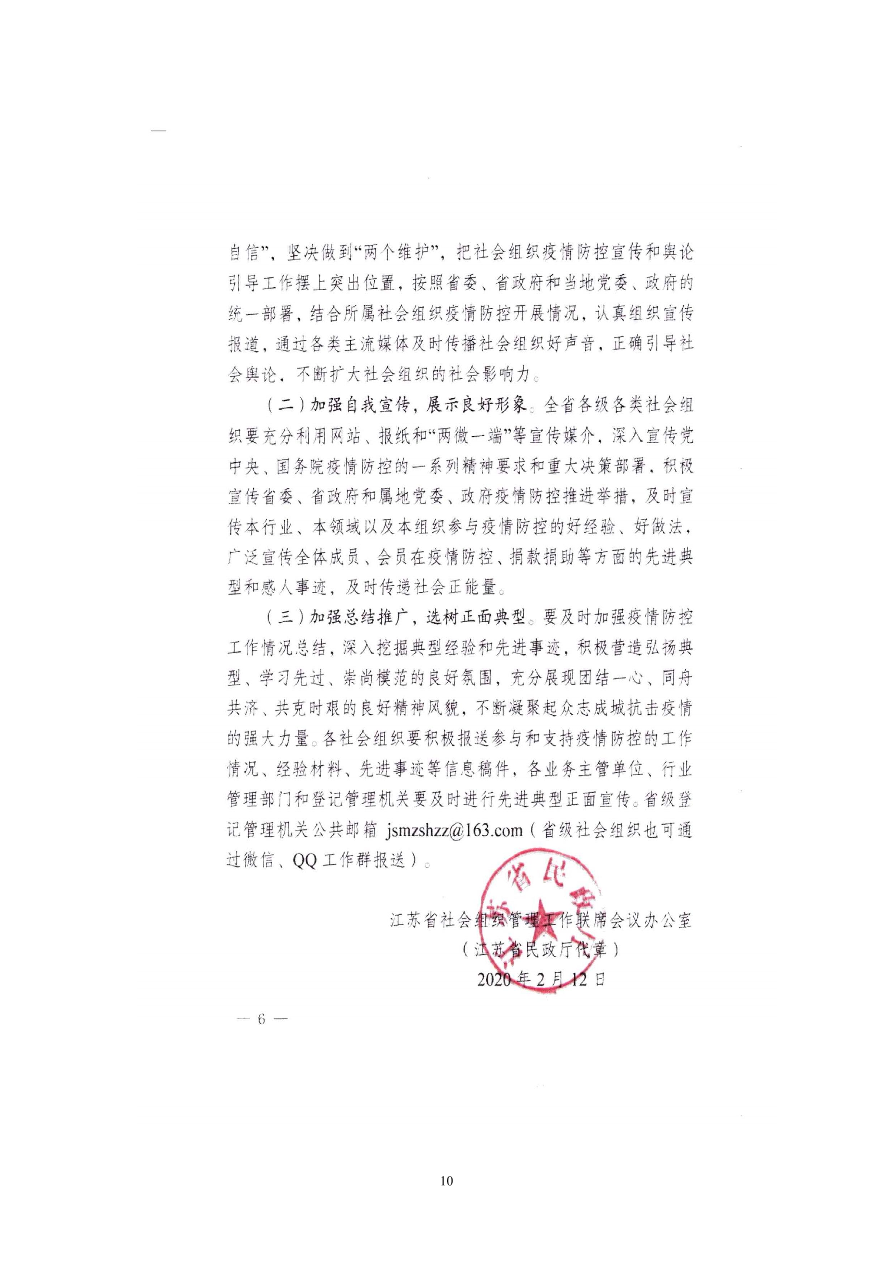 自信”，坚决做到“两个维护”，把社会组织疫情防控宣传和舆论
引导工作摆上突出位置，按照省委、省政府和当地党委、政府的
统一部署，结合所属社会组织疫情防控开展情况，认真组织宣传
报道，通过各类主流媒体及时传播社会组织好声音，正确引导社
会舆论，不断扩大社会组织的社会影响力。
（二）加强自我宣传，展示良好形象。全省各级各类社会组
织要充分利用网站、报纸和“两微一端”等宣传媒介，深入宣传党
中央、国务院疫情防控的一系列精神要求和重大决策部署，积极
宣传省委、省政府和属地党委、政府疫情防控推进举措，及时宣
传本行业、本领域以及本组织参与疫情防控的好经验、好做法，
广泛宣传全体成员、会员在疫情防控、捐款捐助等方面的先进典
型和感人事迹，及时传递社会正能量。
（三）加强总结推广，选树正面典型。要及时加强疫情防控
工作情况总结，深入挖掘典型经验和先进事迹，积极营造弘扬典
型、学习先过、崇尚模范的良好氛围，充分展现团结一心、同舟
共济、共克时艰的良好精神风貌，不断凝聚起众志成城抗击疫情
的强大力量。各社会组织要积极报送参与和支持疫情防控的工作
情况、经验材料、先进事迹等信息稿件，各业务主管单位、行业
管理部门和登记管理机关要及时进行先进典型正面宣传。省级登
记管理机关公共邮箱 jsmzshzz@163.com（省级社会组织也可通
过微信、QQ 工作群报送）。
江苏省社会组织管理工作联席会议办公室
（江苏省民政厅代章）
2020 年 2 月 12 日
江苏省民政厅
— 6 —
10